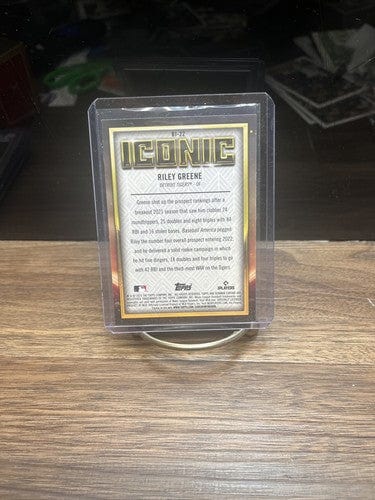 BI-22
ICONIC
RILEY GREENE
DETROIT TIGERS™ · OF
Greene shot up the prospect rankings after a
breakout 2021 season that saw him clobber 24
roundtrippers, 25 doubles and eight triples with 84
RBI and 16 stolen bases. Baseball America pegged
Riley the number four overall prospect entering 2022,
and he delivered a solid rookie campaign in which
he hit five dingers, 18 doubles and four triples to go
with 42 RBI and the third-most WAR on the Tigers.
Topps
PLAYERS